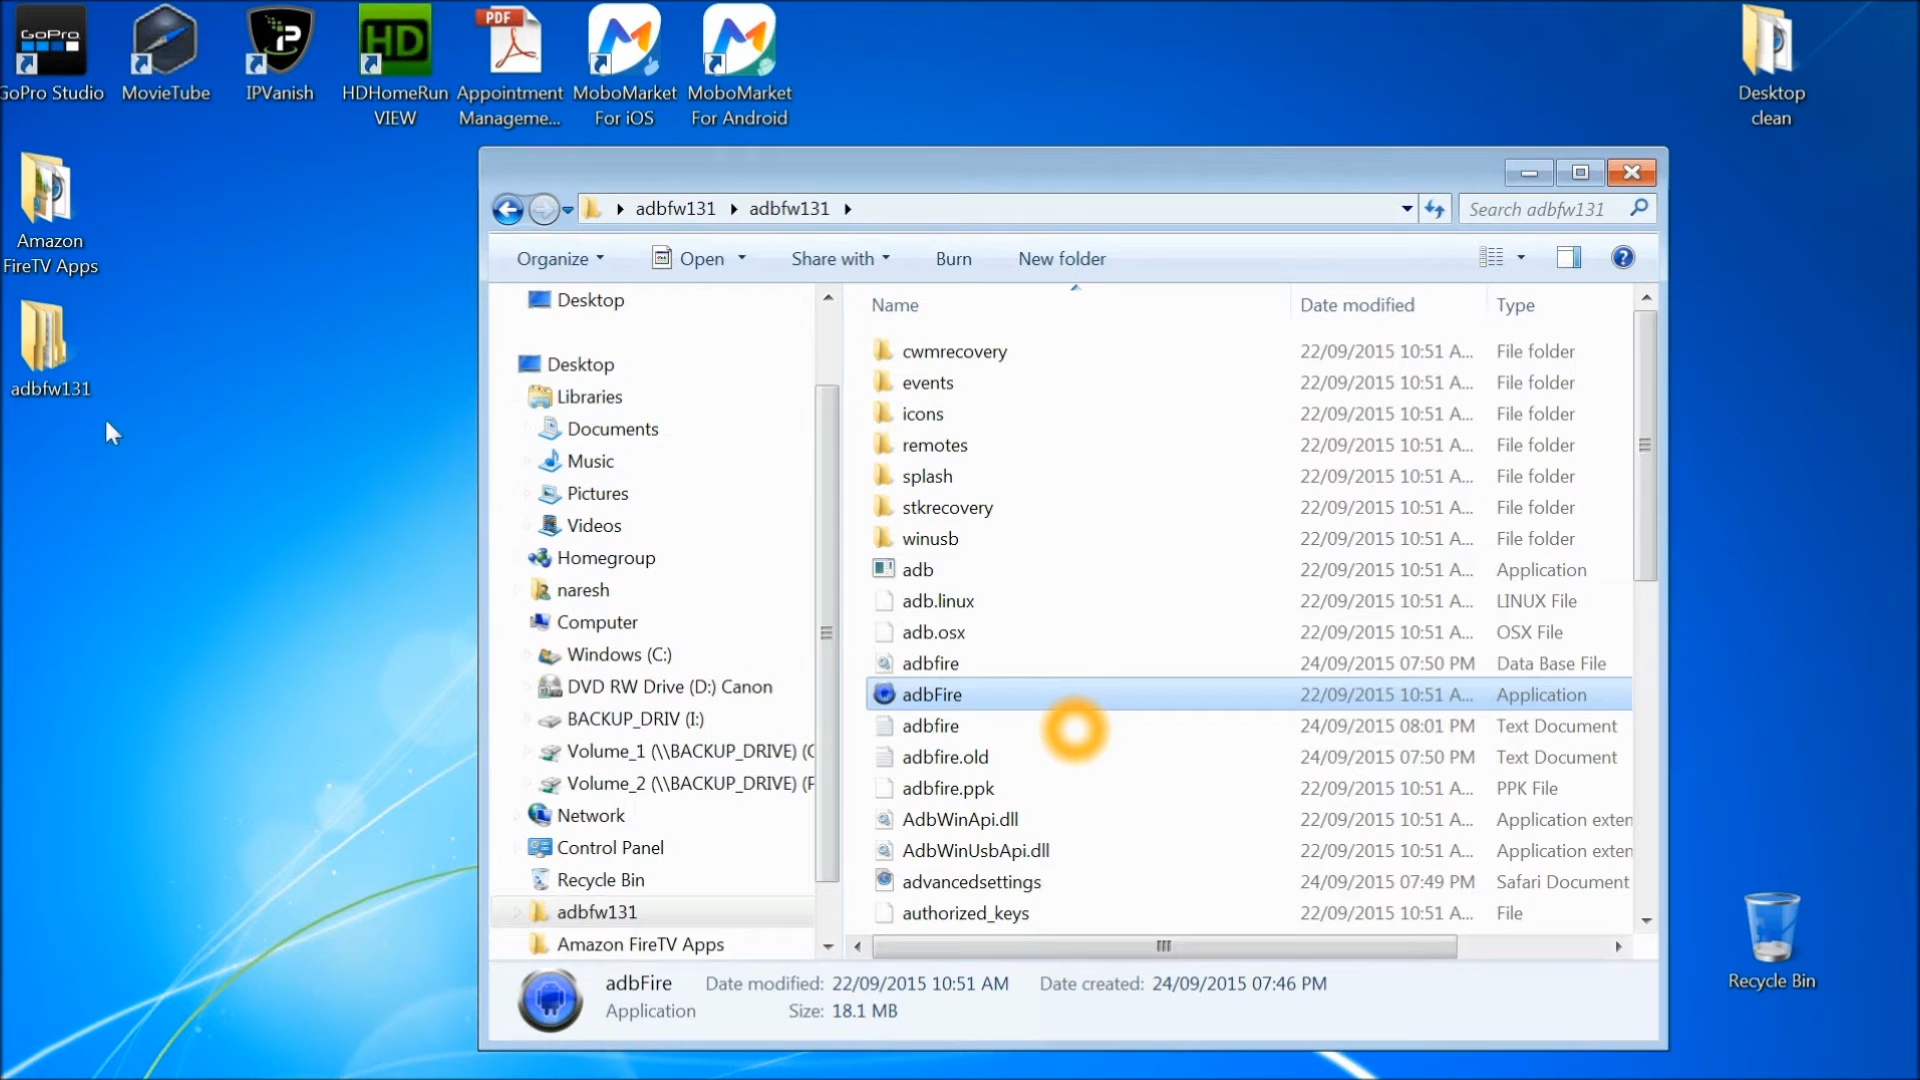 GoPro
GoPro Studio
MovieTube
IPVanish
HD
HDHomeRun
VIEW
PDF
Appointment
Manageme...
MoboMarket
For iOS
MoboMarket
For Android
Desktop
clean
Amazon
FireTV Apps
adbfw131
adbfw131 adbfw131
Search adbfw131
Organize Open Share with Burn New folder
Desktop
Desktop
Libraries
Documents
Music
Pictures
Videos
Homegroup
naresh
Computer
Windows (C:)
DVD RW Drive (D:) Canon
BACKUP_DRIV (I:)
Volume_1 (\\BACKUP_DRIVE) (
Volume_2 (\\BACKUP_DRIVE) (
Network
Control Panel
Recycle Bin
adbfw131
Amazon FireTV Apps
Name Date modified Type
cwmrecovery 22/09/2015 10:51 A... File folder
events 22/09/2015 10:51 A... File folder
icons 22/09/2015 10:51 A... File folder
remotes 22/09/2015 10:51 A... File folder
splash 22/09/2015 10:51 A... File folder
stkrecovery 22/09/2015 10:51 A... File folder
winusb 22/09/2015 10:51 A... File folder
adb 22/09/2015 10:51 A... Application
adb.linux 22/09/2015 10:51 A... LINUX File
adb.osx 22/09/2015 10:51 A... OSX File
adbfire 24/09/2015 07:50 PM Data Base File
adbFire 22/09/2015 10:51 A... Application
adbfire 24/09/2015 08:01 PM Text Document
adbfire.old 24/09/2015 07:50 PM Text Document
adbfire.ppk 22/09/2015 10:51 A... PPK File
AdbWinApi.dll 22/09/2015 10:51 A... Application exten
AdbWinUsbApi.dll 22/09/2015 10:51 A... Application exten
advancedsettings 24/09/2015 07:49 PM Safari Document
authorized_keys 22/09/2015 10:51 A... File
adbFire Date modified: 22/09/2015 10:51 AM Date created: 24/09/2015 07:46 PM
Application Size: 18.1 MB
Recycle Bin